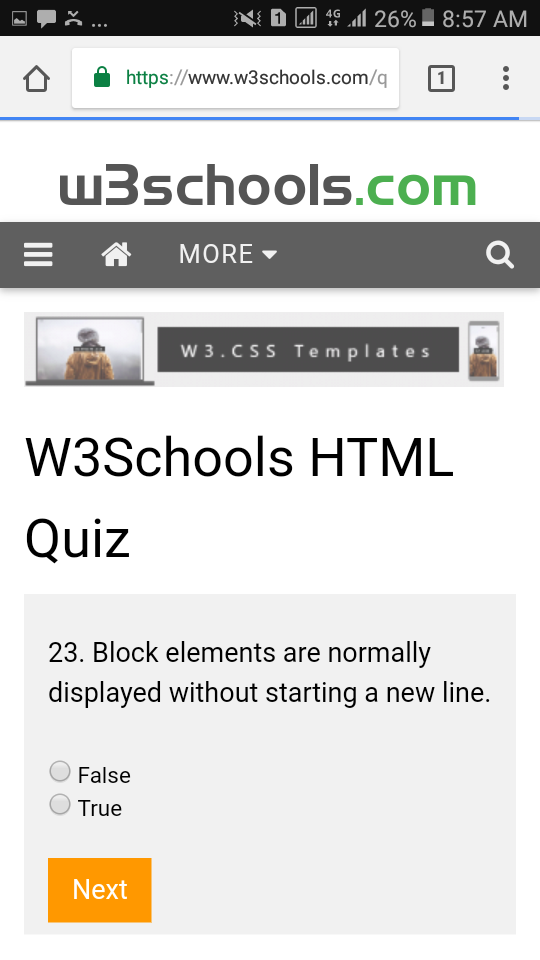 ... 1 4G 26% 8:57 AM
https://www.w3schools.com/q 1
w3schools.com
MORE
W3.CSS Templates
W3Schools HTML
Quiz
23. Block elements are normally
displayed without starting a new line.
False
True
Next